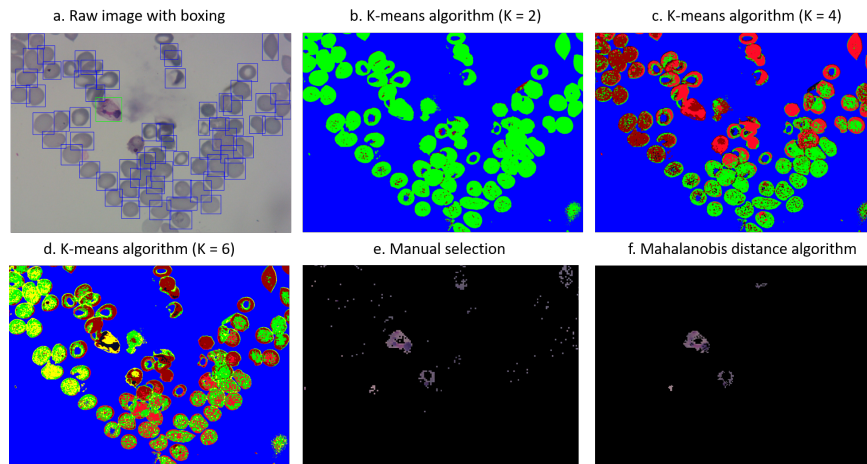 a. Raw image with boxing
b. K-means algorithm (K = 2)
c. K-means algorithm (K = 4)
d. K-means algorithm (K = 6)
e. Manual selection
f. Mahalanobis distance algorithm